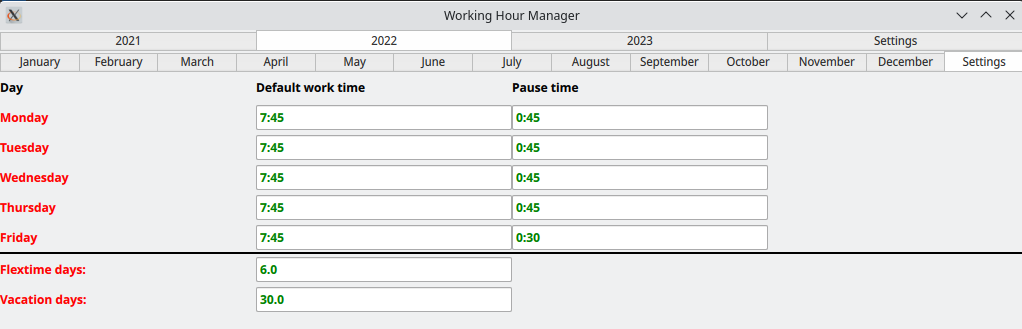 Working Hour Manager
2021 2022 2023 Settings
January February March April May June July August September October November December Settings
Day Default work time Pause time
Monday 7:45 0:45
Tuesday 7:45 0:45
Wednesday 7:45 0:45
Thursday 7:45 0:45
Friday 7:45 0:30
Flextime days: 6.0
Vacation days: 30.0